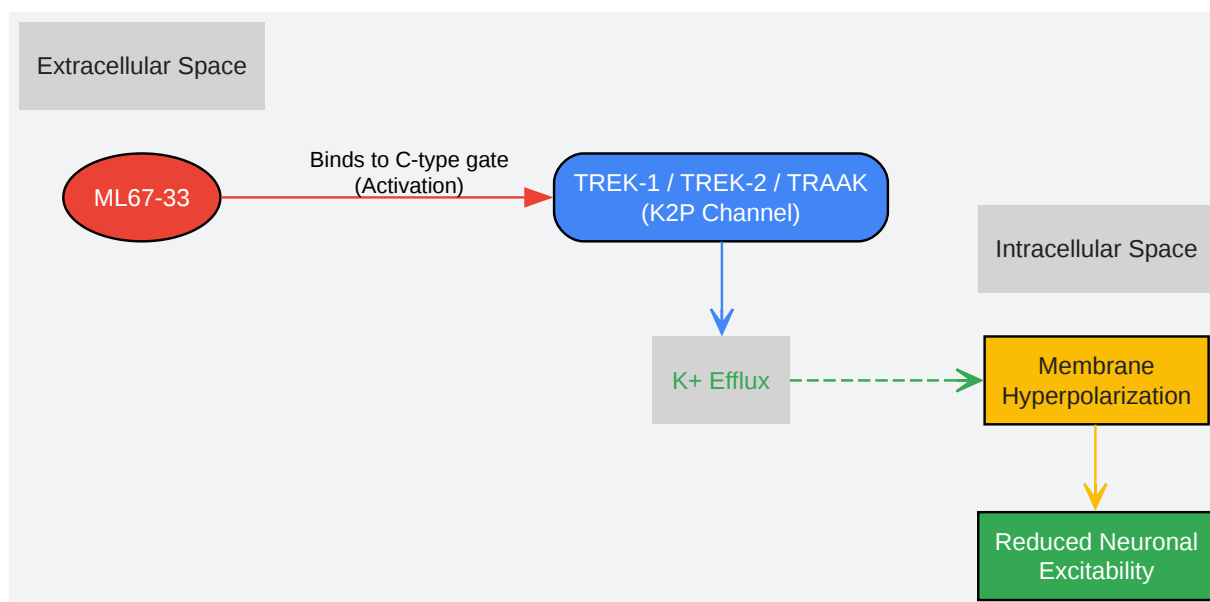 Extracellular Space
Binds to C-type gate
(Activation)
ML67-33
TREK-1 / TREK-2 / TRAAK
(K2P Channel)
Intracellular Space
K+ Efflux
Membrane
Hyperpolarization
Reduced Neuronal
Excitability